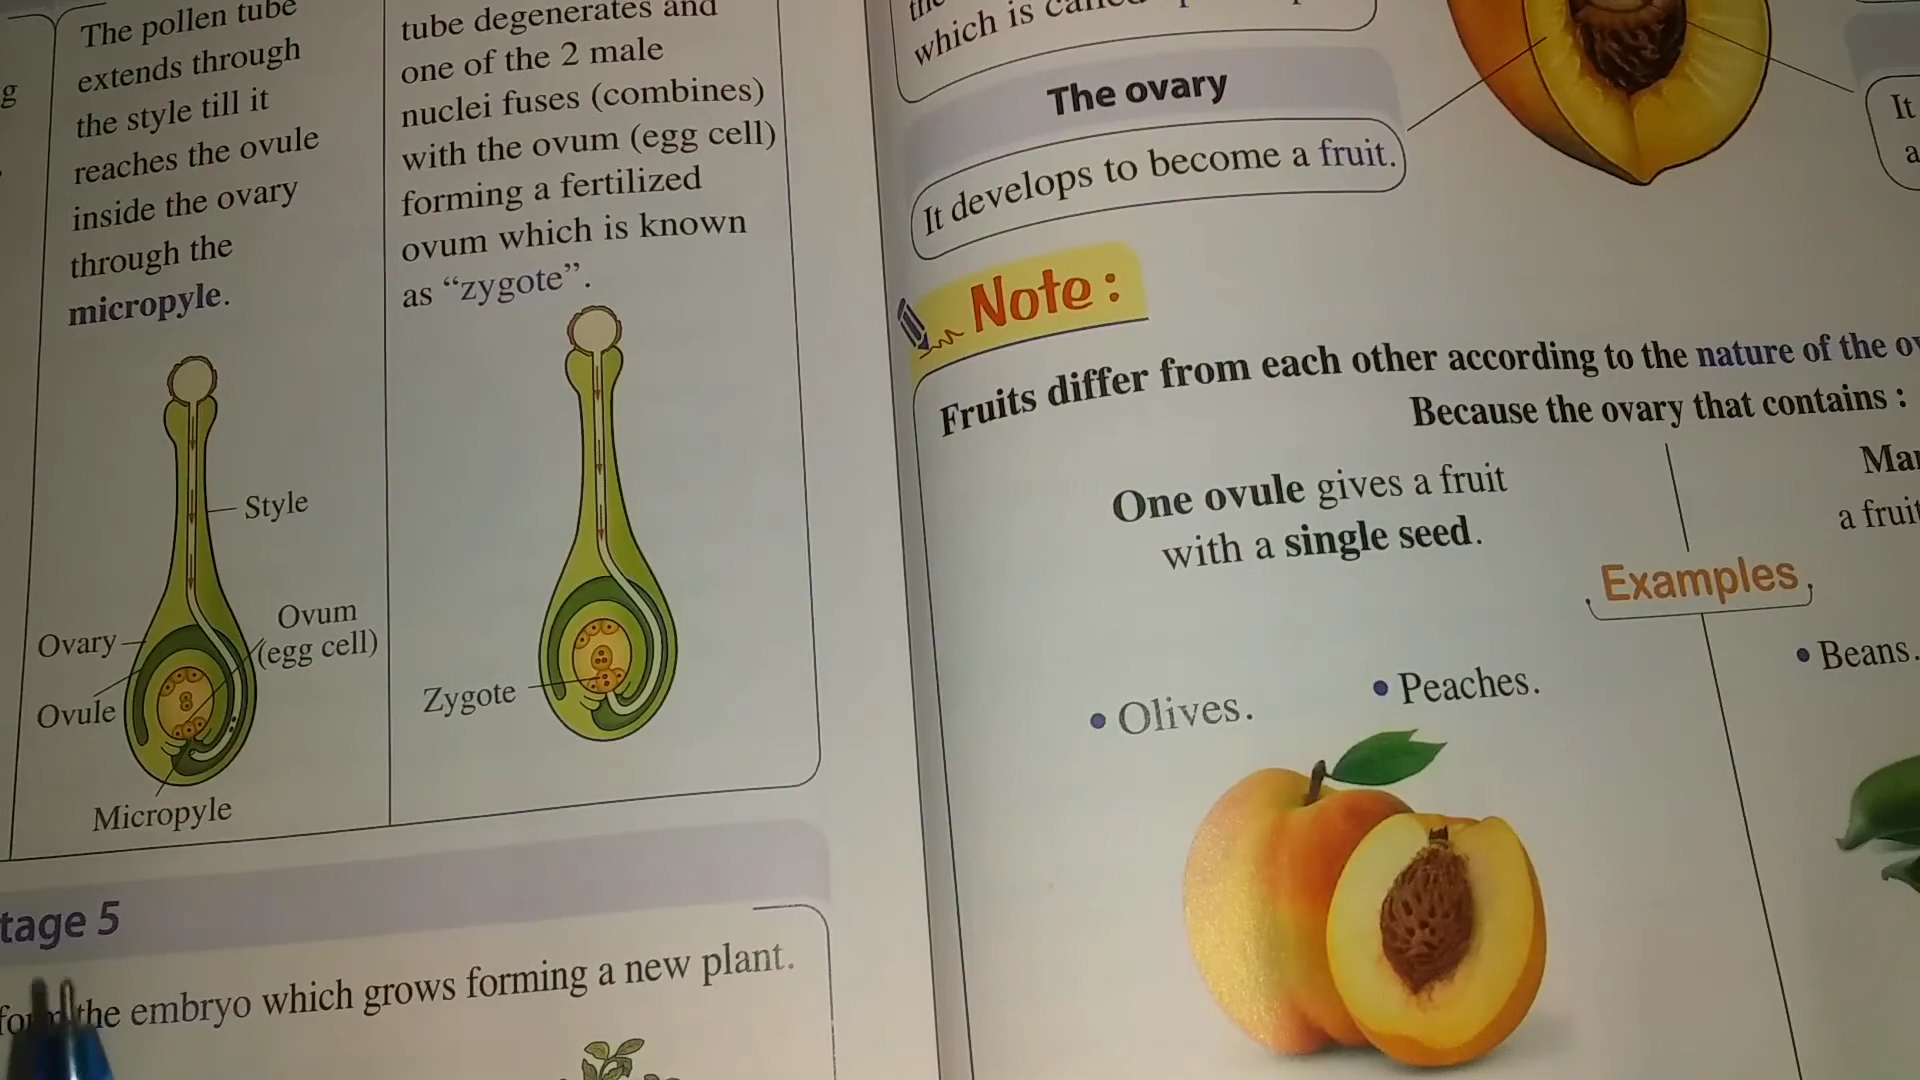 g
The pollen tube
extends through
the style till it
reaches the ovule
inside the ovary
through the
micropyle.
Style
Ovum
(egg cell)
Ovary
Ovule
Micropyle
tube degenerates and
one of the 2 male
nuclei fuses (combines)
with the ovum (egg cell)
forming a fertilized
ovum which is known
as “zygote”.
Zygote
tage 5
the embryo which grows forming a new plant.
which is
The ovary
It develops to become a fruit.
It
a
Note :
Fruits differ from each other according to the nature of the
Because the ovary that contains :
One ovule gives a fruit
with a single seed.
a fruit
Examples
• Olives.
• Peaches.
• Beans.